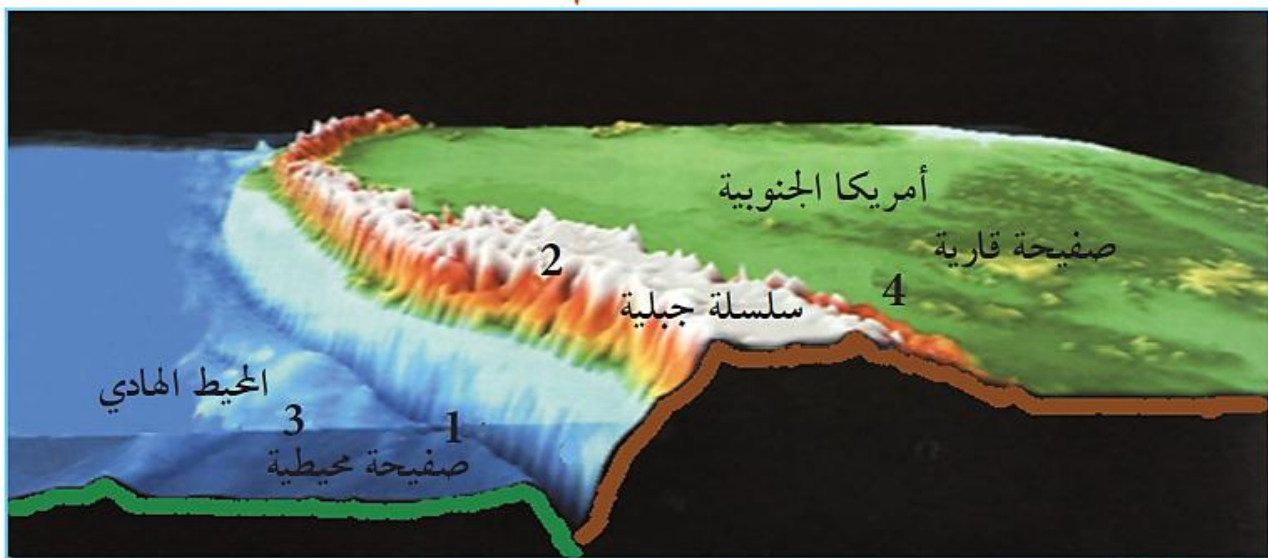 أمريكا الجنوبية
صفيحة قارية
4
2
سلسلة جبلية
المحيط الهادي
3
1
صفيحة محيطية